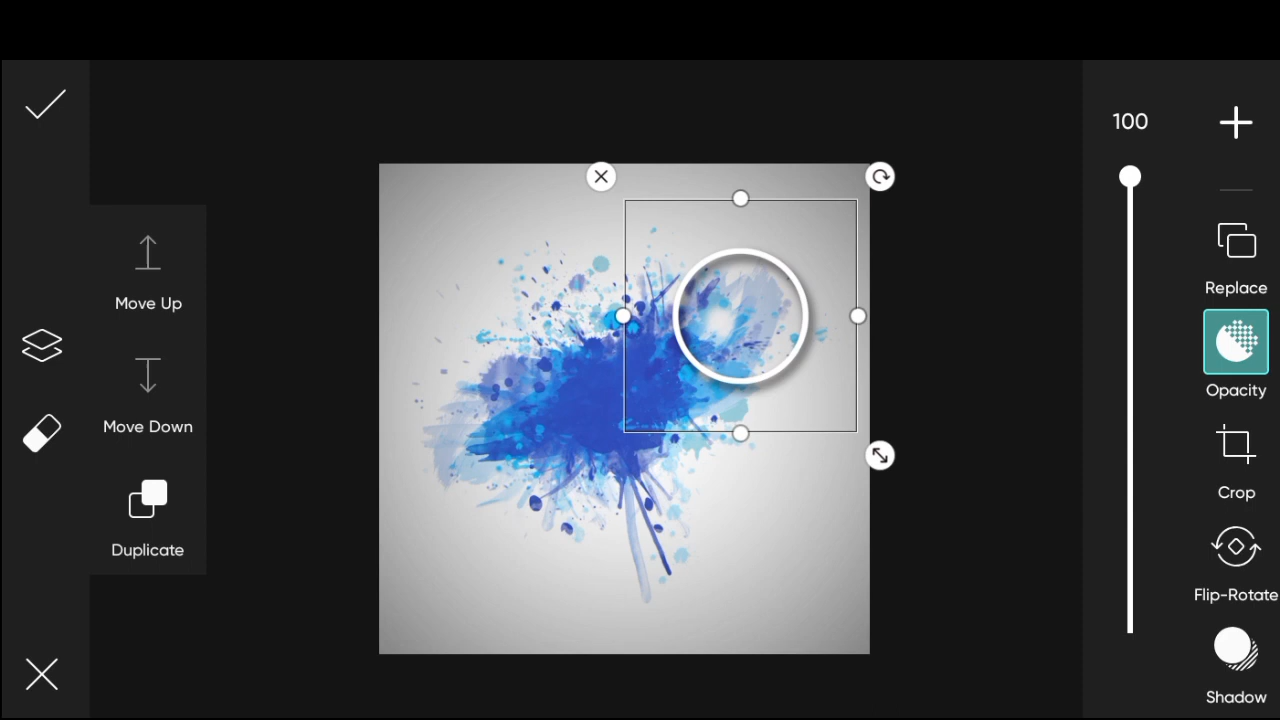 100
Replace
Move Up
Opacity
Move Down
Crop
Duplicate
Flip-Rotate
Shadow